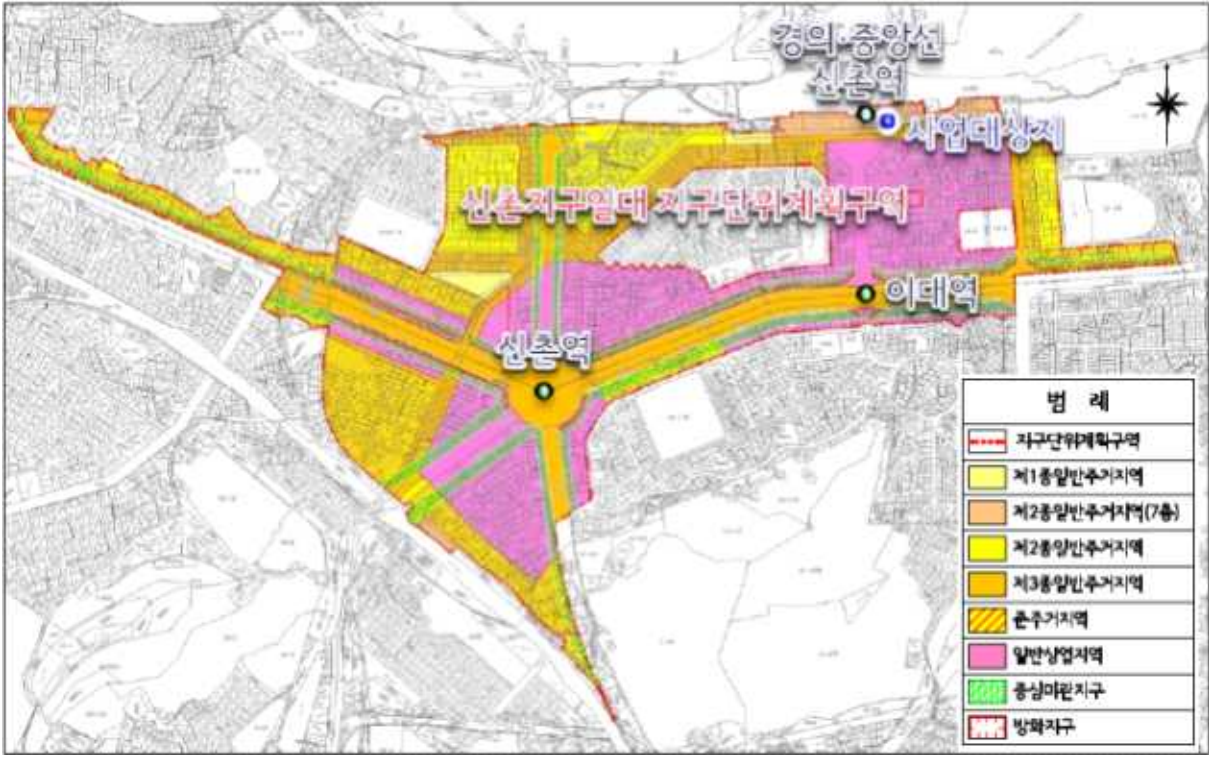 경의·중앙선
신촌역
사업대상지
신촌지구일대 지구단위계획구역
이대역
신촌역
범 례
지구단위계획구역
제1종일반주거지역
제2종일반주거지역(7층)
제2종일반주거지역
제3종일반주거지역
준주거지역
일반상업지역
중심미관지구
방화지구